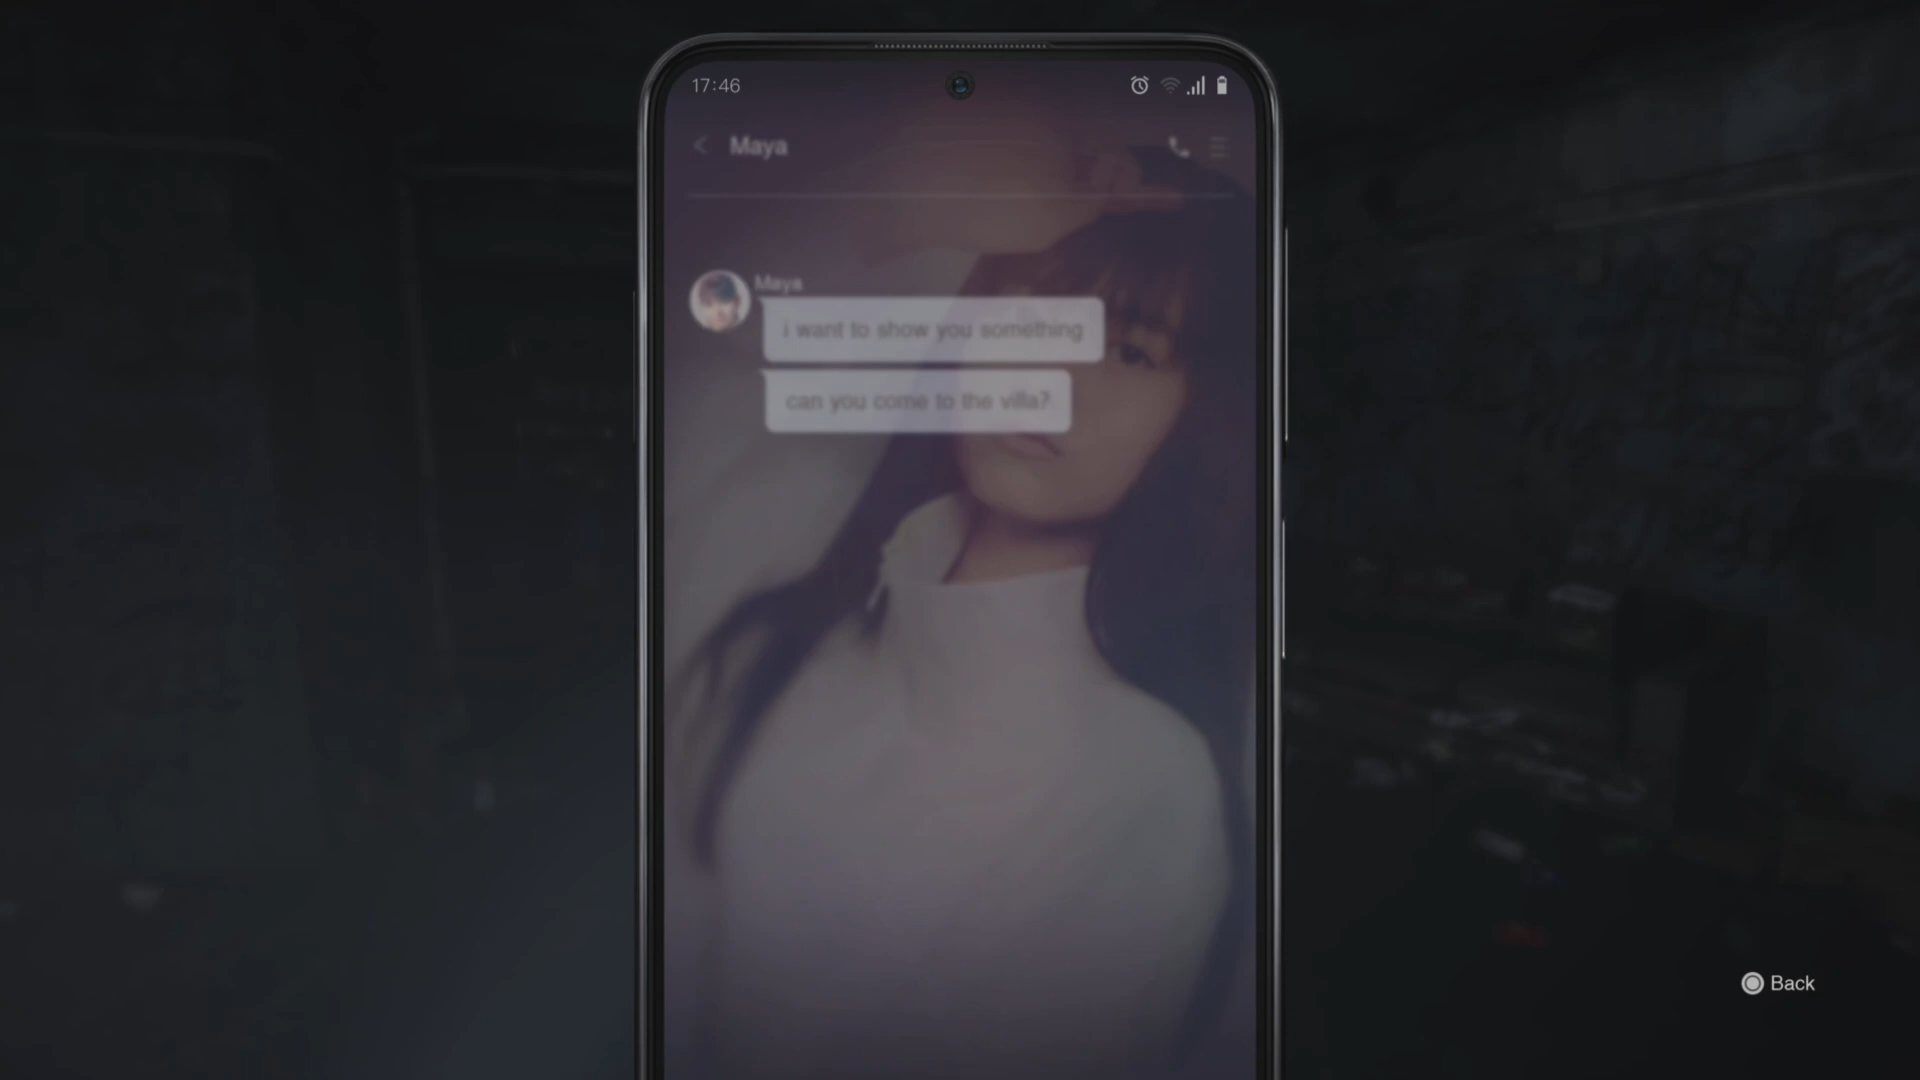 17:46
Maya
Maya
i want to show you something
can you come to the villa?
Back